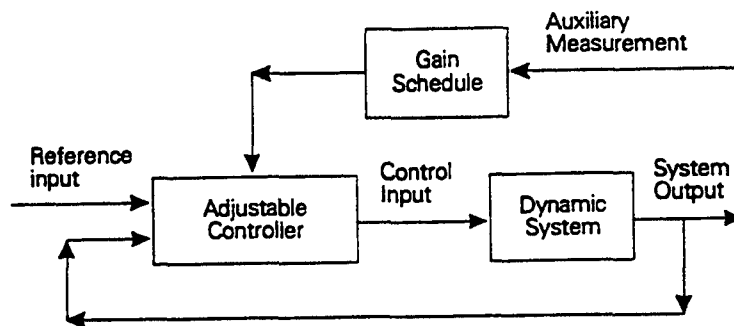 Auxiliary
Measurement
Gain
Schedule
Reference
input
Adjustable
Controller
Control
Input
Dynamic
System
System
Output